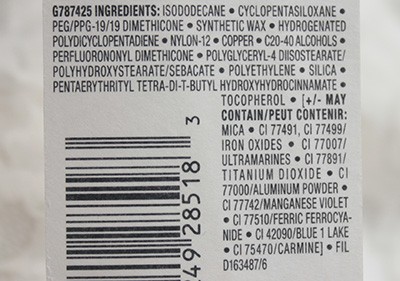 G787425 INGREDIENTS: ISODODECANE • CYCLOPENTASILOXANE •
PEG/PPG-19/19 DIMETHICONE • SYNTHETIC WAX • HYDROGENATED
POLYDICYCLOPENTADIENE • NYLON-12 • COPPER • C20-40 ALCOHOLS •
PERFLUORONONYL DIMETHICONE • POLYGLYCERYL-4 DIISOSTEARATE/
POLYHYDROXYSTEARATE/SEBACATE • POLYETHYLENE • SILICA •
PENTAERYTHRITYL TETRA-DI-T-BUTYL HYDROXYHYDROCINNAMATE •
TOCOPHEROL • [+/- MAY
CONTAIN/PEUT CONTENIR:
MICA • CI 77491, CI 77499/
IRON OXIDES • CI 77007/
ULTRAMARINES • CI 77891/
TITANIUM DIOXIDE • CI
77000/ALUMINUM POWDER •
CI 77742/MANGANESE VIOLET
• CI 77510/FERRIC FERROCYA-
NIDE • CI 42090/BLUE 1 LAKE
• CI 75470/CARMINE] • FIL
D163487/6
249 28518 3